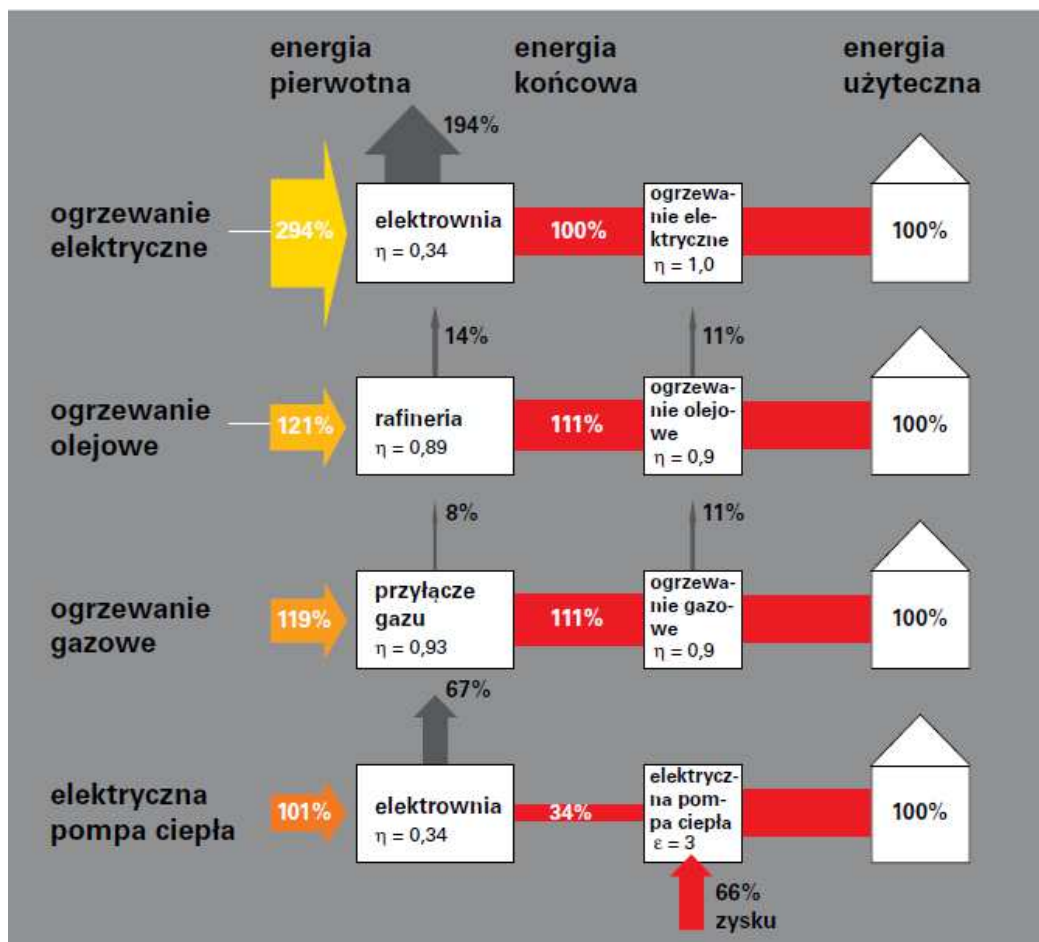 energia
pierwotna
energia
końcowa
energia
użyteczna
194%
ogrzewanie
elektryczne
294%
elektrownia
η = 0,34
100%
ogrzewa-
nie ele-
ktryczne
η = 1,0
100%
14%
11%
ogrzewanie
olejowe
121%
rafineria
η = 0,89
111%
ogrzewa-
nie olejo-
we
η = 0,9
100%
8%
11%
ogrzewanie
gazowe
119%
przyłącze
gazu
η = 0,93
111%
ogrzewa-
nie gazo-
we
η = 0,9
100%
67%
elektryczna
pompa ciepła
101%
elektrownia
η = 0,34
34%
elektrycz-
na pom-
pa ciepła
ε = 3
100%
66%
zysku